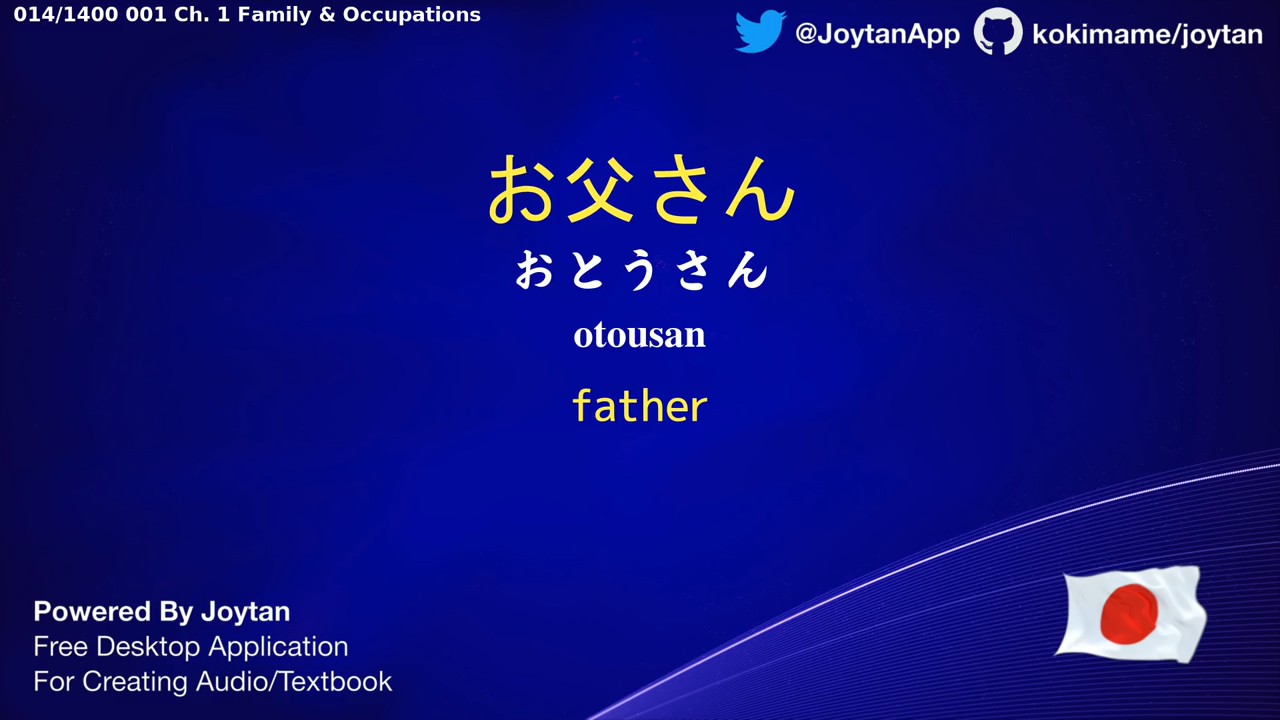 014/1400 001 Ch. 1 Family & Occupations
@JoytanApp kokimame/joytan
お父さん
おとうさん
otousan
father
Powered By Joytan
Free Desktop Application
For Creating Audio/Textbook